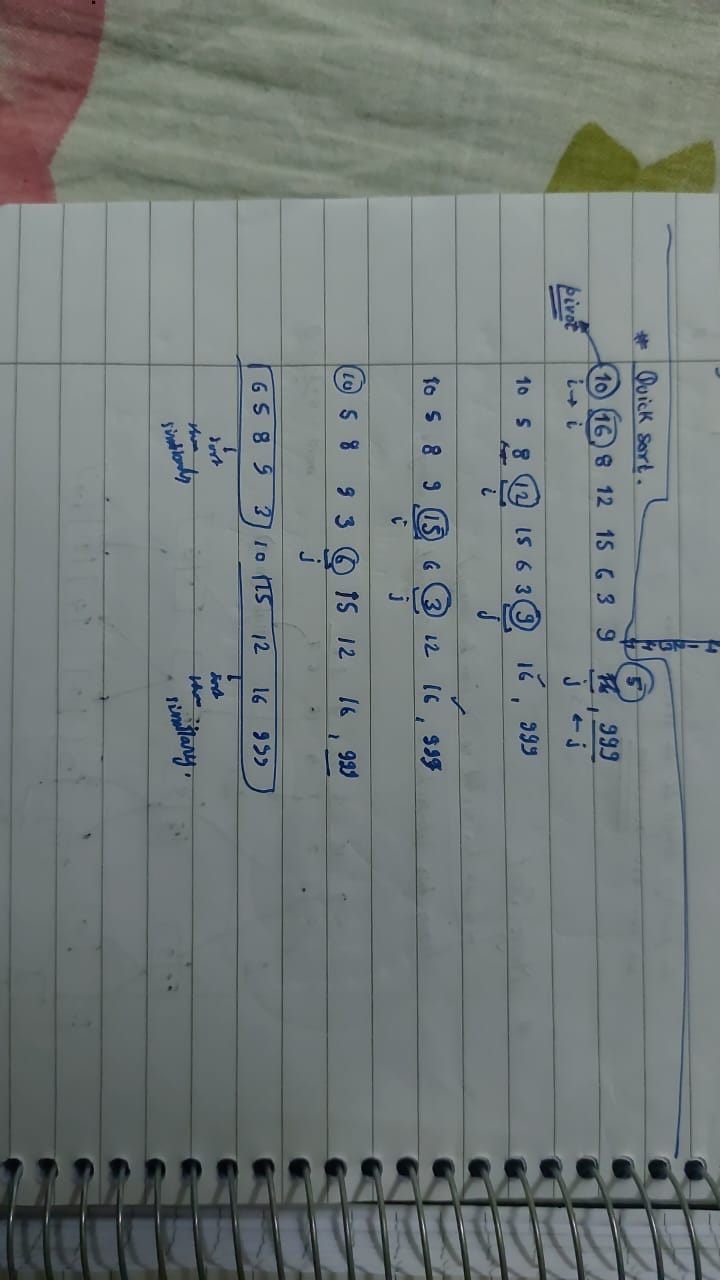 * Quick sort.
10 16 8 12 15 6 3 9 5 , 999
i→ i j ← j
pivot
10 5 8 12 15 6 3 9 16 , 999
i j
10 5 8 9 15 6 3 12 16 , 999
i j
10 5 8 9 3 6 15 12 16 , 999
j
6 5 8 9 3 10 15 12 16 999
sort sort
them them
similarly similarly.